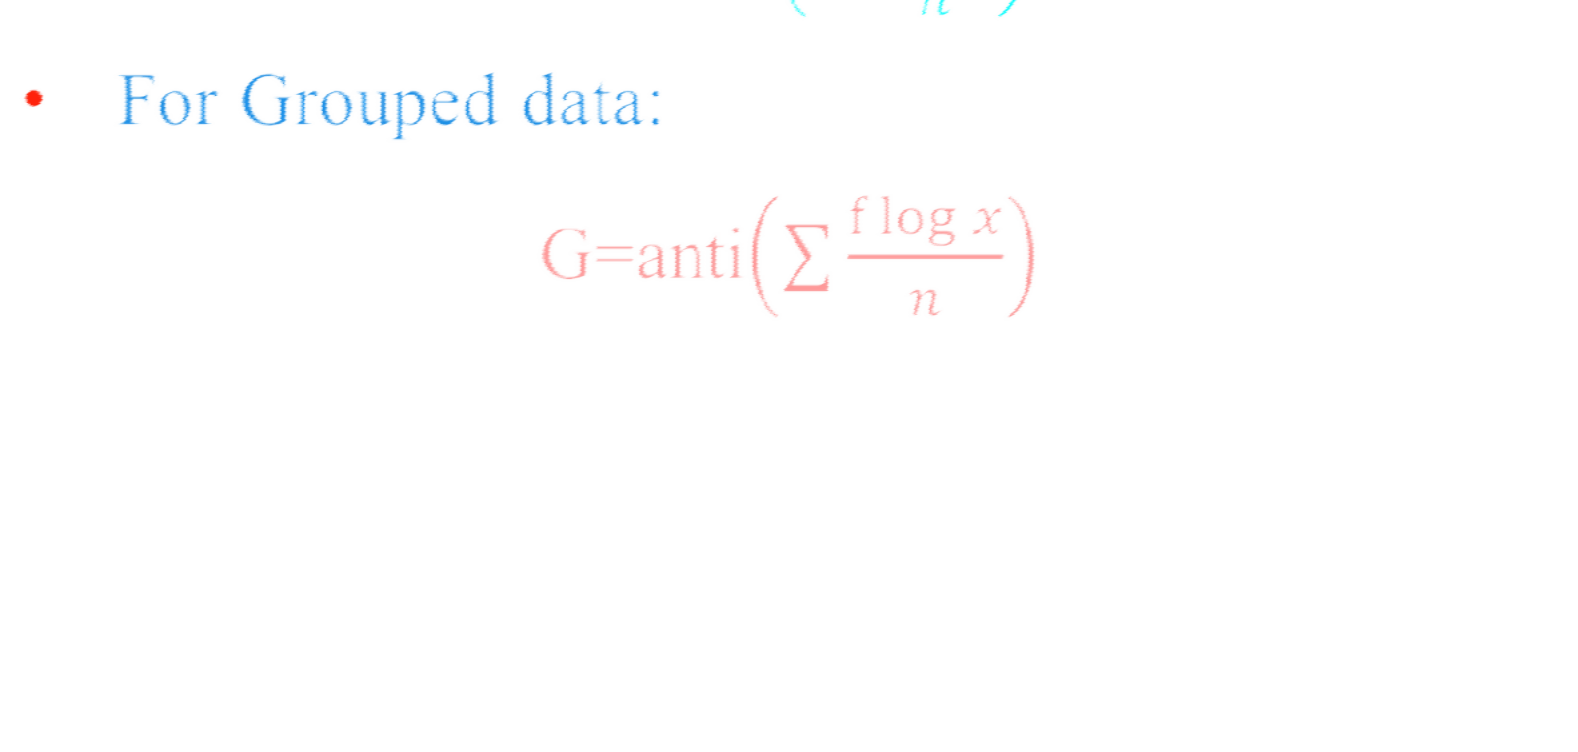 • For Grouped data:
G=anti(∑ f log x / n)